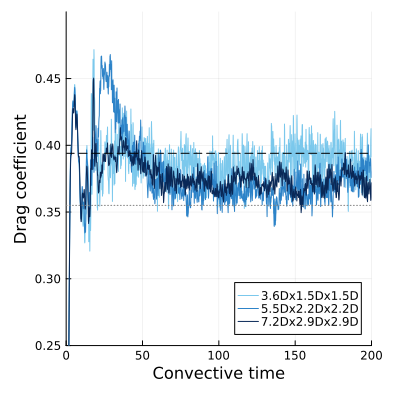 Drag coefficient
0.45
0.40
0.35
0.30
0.25
3.6Dx1.5Dx1.5D
5.5Dx2.2Dx2.2D
7.2Dx2.9Dx2.9D
0 50 100 150 200
Convective time